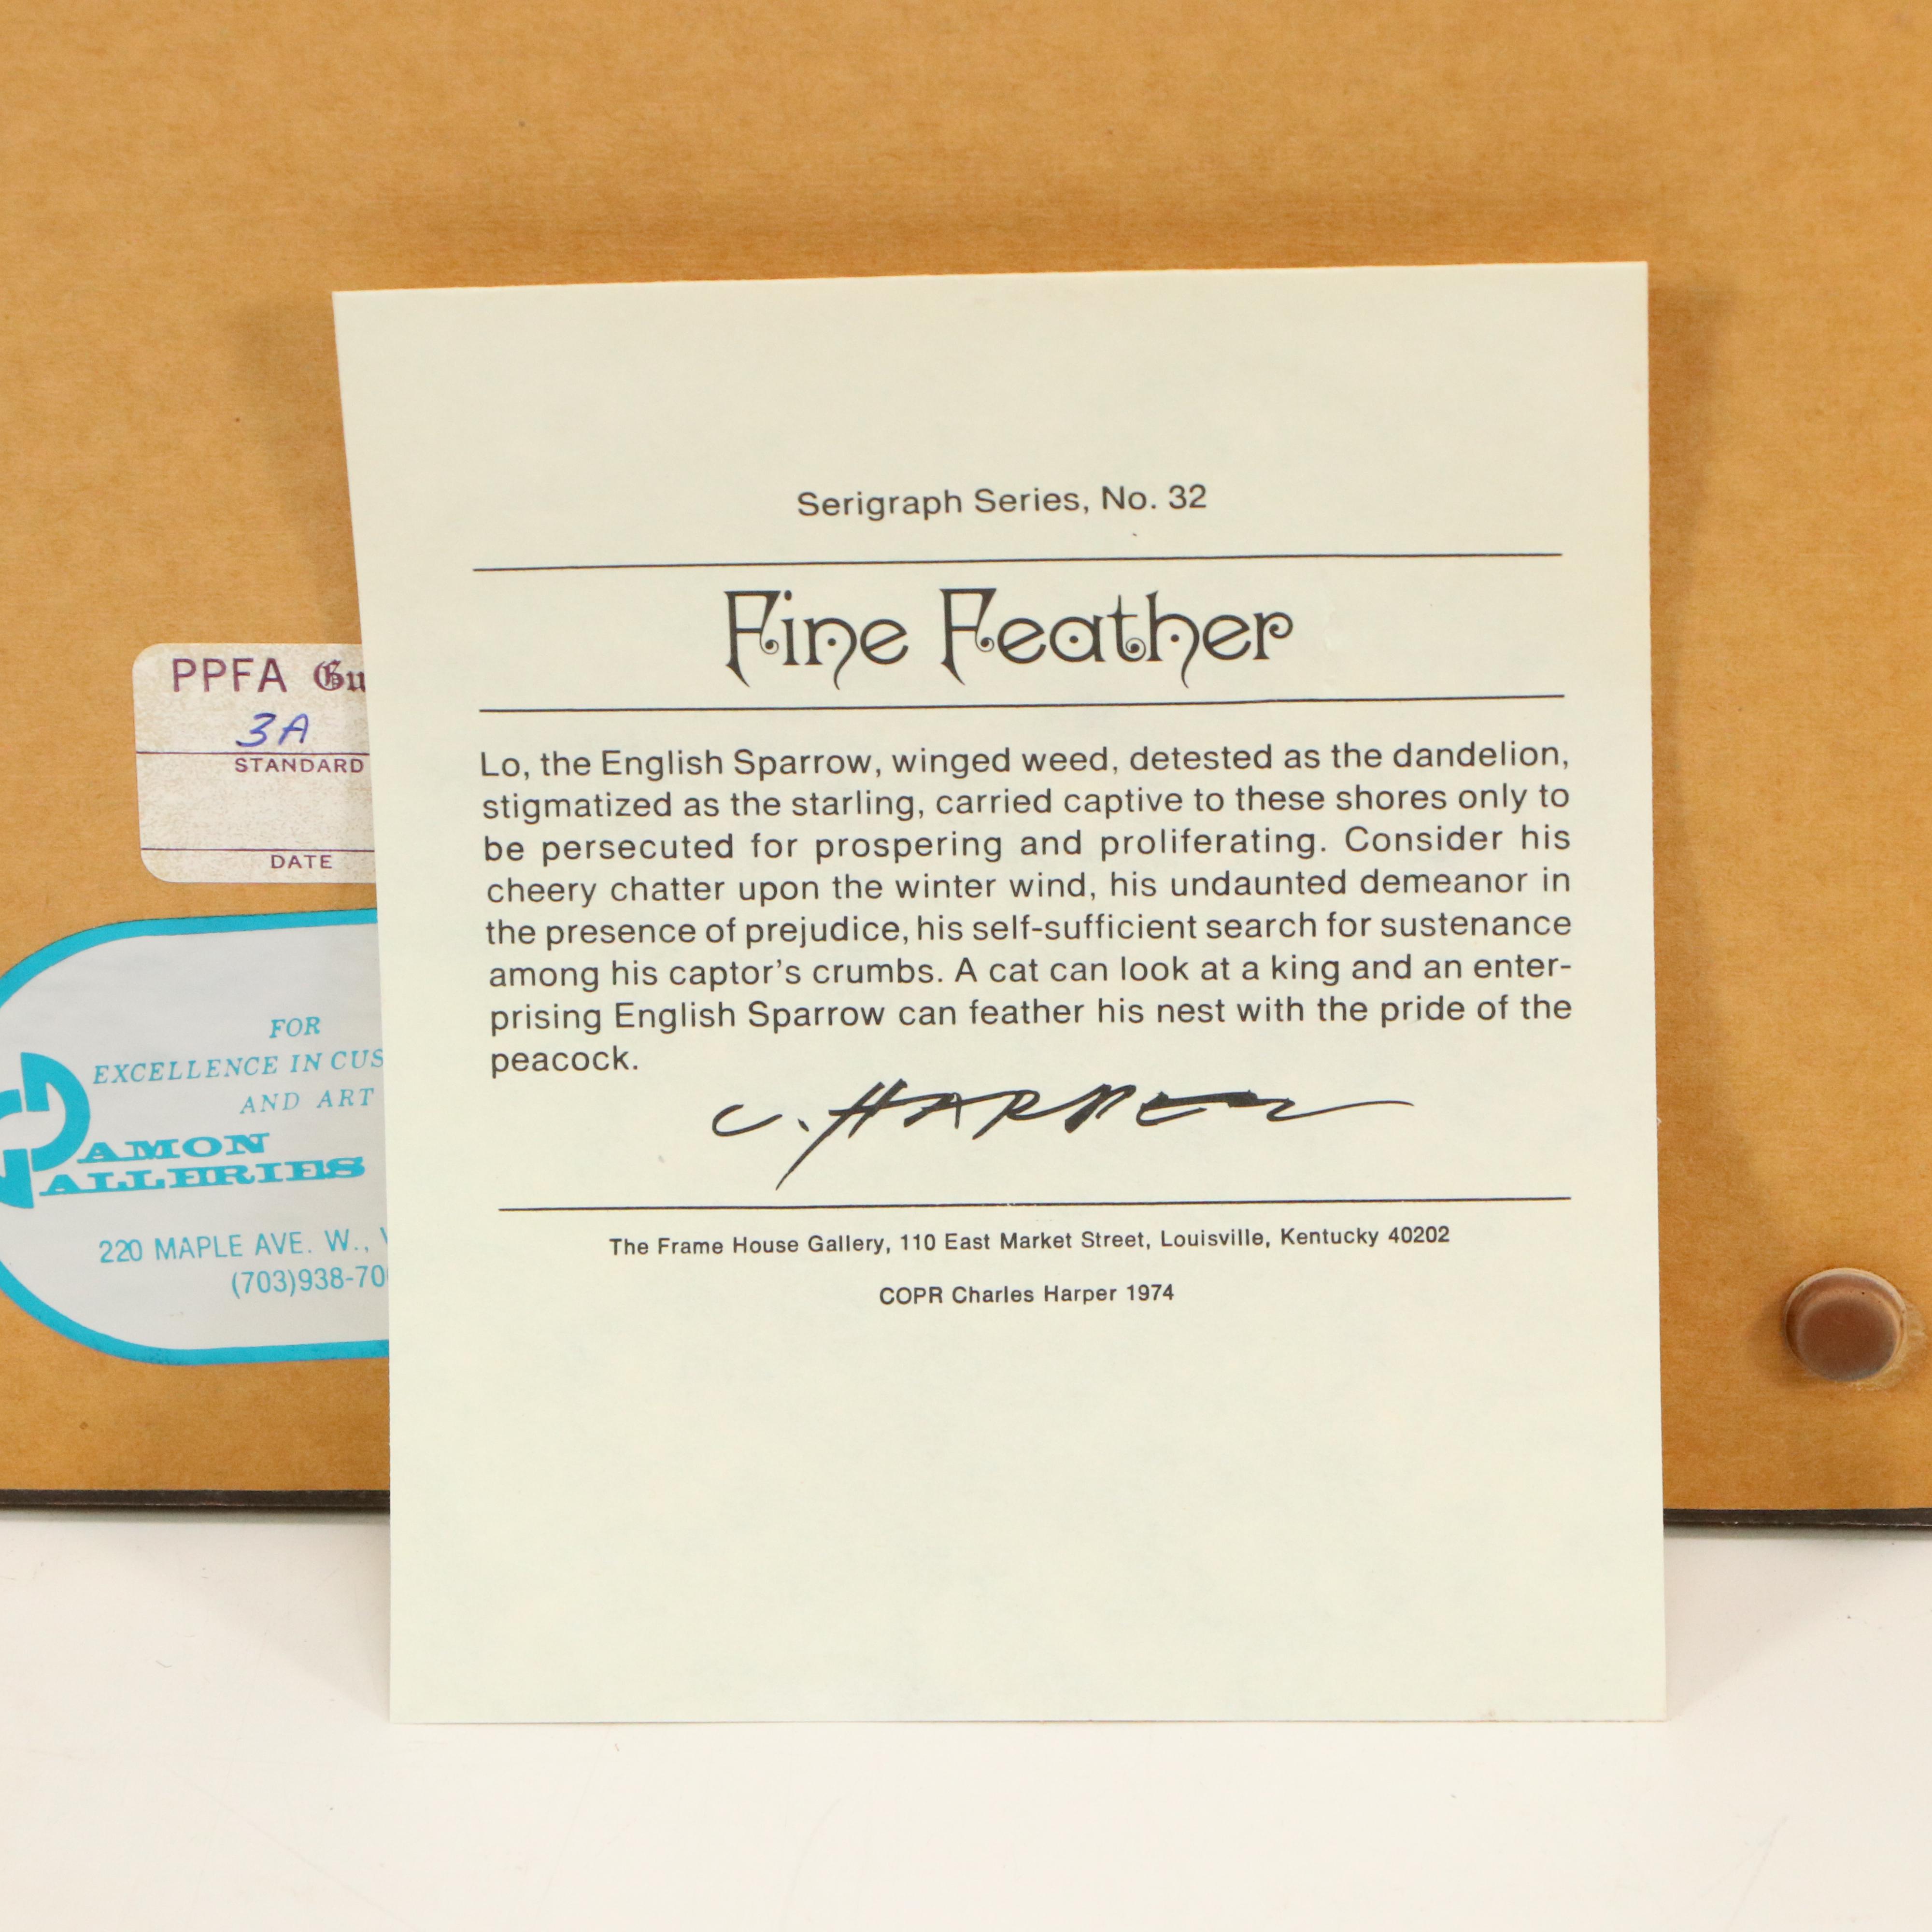 Serigraph Series, No. 32
Fine Feather
Lo, the English Sparrow, winged weed, detested as the dandelion,
stigmatized as the starling, carried captive to these shores only to
be persecuted for prospering and proliferating. Consider his
cheery chatter upon the winter wind, his undaunted demeanor in
the presence of prejudice, his self-sufficient search for sustenance
among his captor's crumbs. A cat can look at a king and an enter-
prising English Sparrow can feather his nest with the pride of the
peacock.
C. HARPER
The Frame House Gallery, 110 East Market Street, Louisville, Kentucky 40202
COPR Charles Harper 1974
PPFA Gu
3A
STANDARD
DATE
FOR
EXCELLENCE IN CUS
AND ART
DAMON
GALLERIES
220 MAPLE AVE. W.,
(703)938-70